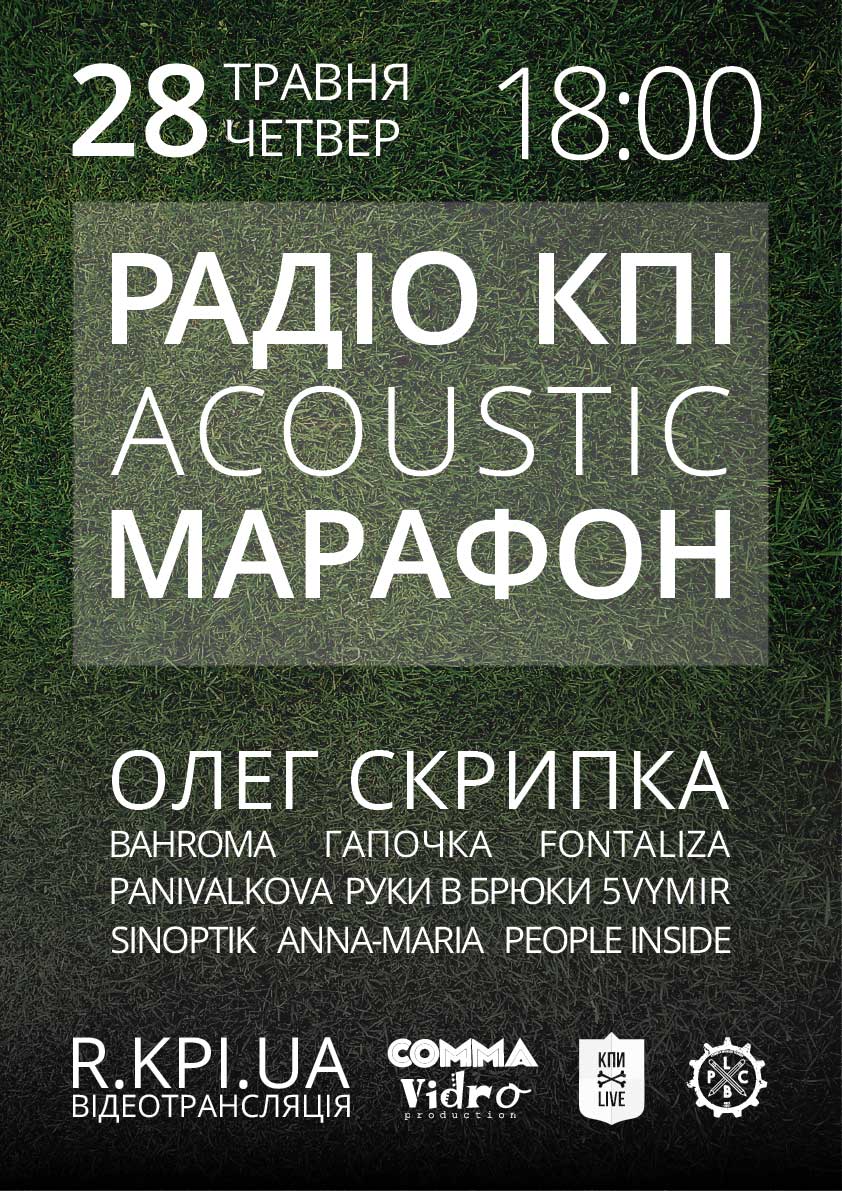 28 ТРАВНЯ
ЧЕТВЕР
18:00
РАДІО КПІ
ACOUSTIC
МАРАФОН
ОЛЕГ СКРИПКА
BAHROMA ГАПОЧКА FONTALIZA
PANIVALKOVA РУКИ В БРЮКИ 5VYMIR
SINOPTIK ANNA-MARIA PEOPLE INSIDE
R.KPI.UA
ВІДЕОТРАНСЛЯЦІЯ
COMMA
Vidro
production
КПИ
LIVE
L
P C
B